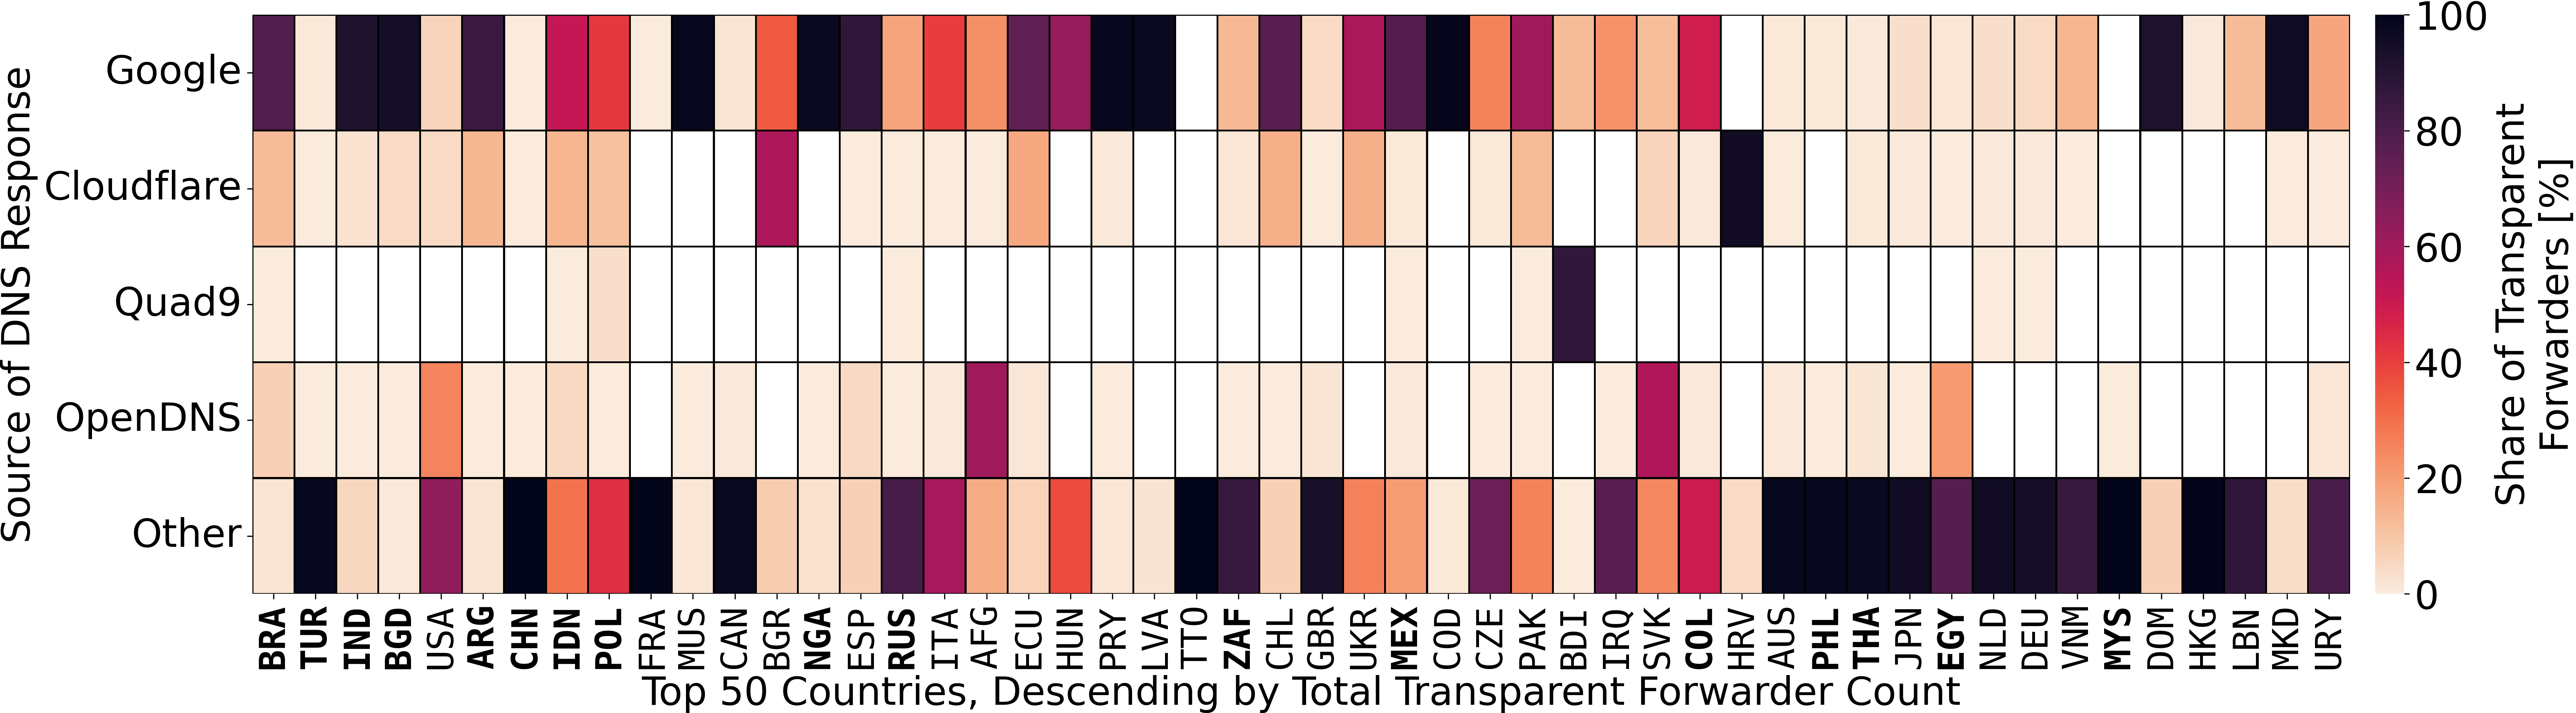 Source of DNS Response
Google
Cloudflare
Quad9
OpenDNS
Other
BRA
TUR
IND
BGD
USA
ARG
CHN
IDN
POL
FRA
MUS
CAN
BGR
NGA
ESP
RUS
ITA
AFG
ECU
HUN
PRY
LVA
TTO
ZAF
CHL
GBR
UKR
MEX
COD
CZE
PAK
BDI
IRQ
SVK
COL
HRV
AUS
PHL
THA
JPN
EGY
NLD
DEU
VNM
MYS
DOM
HKG
LBN
MKD
URY
Top 50 Countries, Descending by Total Transparent Forwarder Count
100
80
60
40
20
0
Share of Transparent
Forwarders [%]